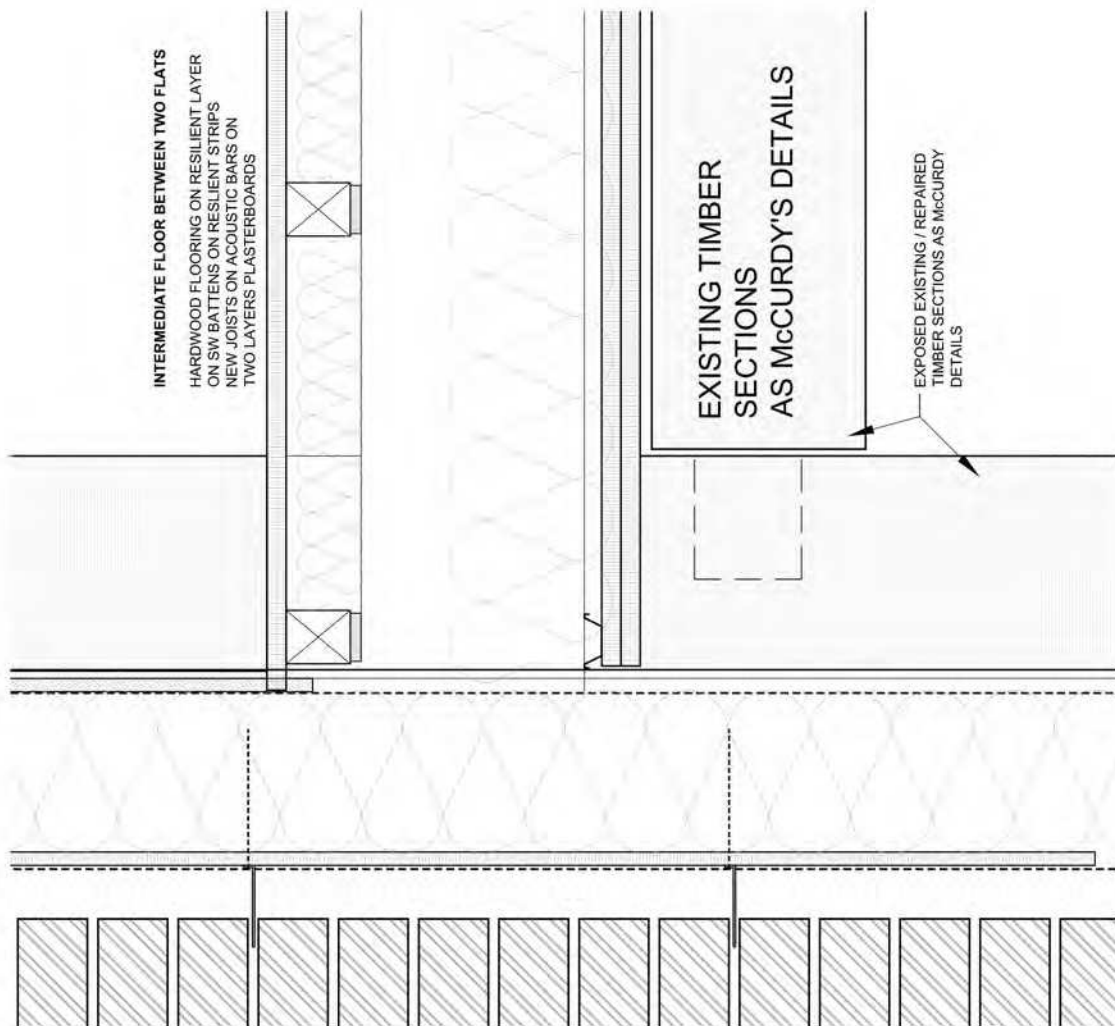 INTERMEDIATE FLOOR BETWEEN TWO FLATS
HARDWOOD FLOORING ON RESILIENT LAYER
ON SW BATTENS ON RESLIENT STRIPS
NEW JOISTS ON ACOUSTIC BARS ON
TWO LAYERS PLASTERBOARDS
EXISTING TIMBER
SECTIONS
AS McCURDY'S DETAILS
EXPOSED EXISTING / REPAIRED
TIMBER SECTIONS AS McCURDY
DETAILS